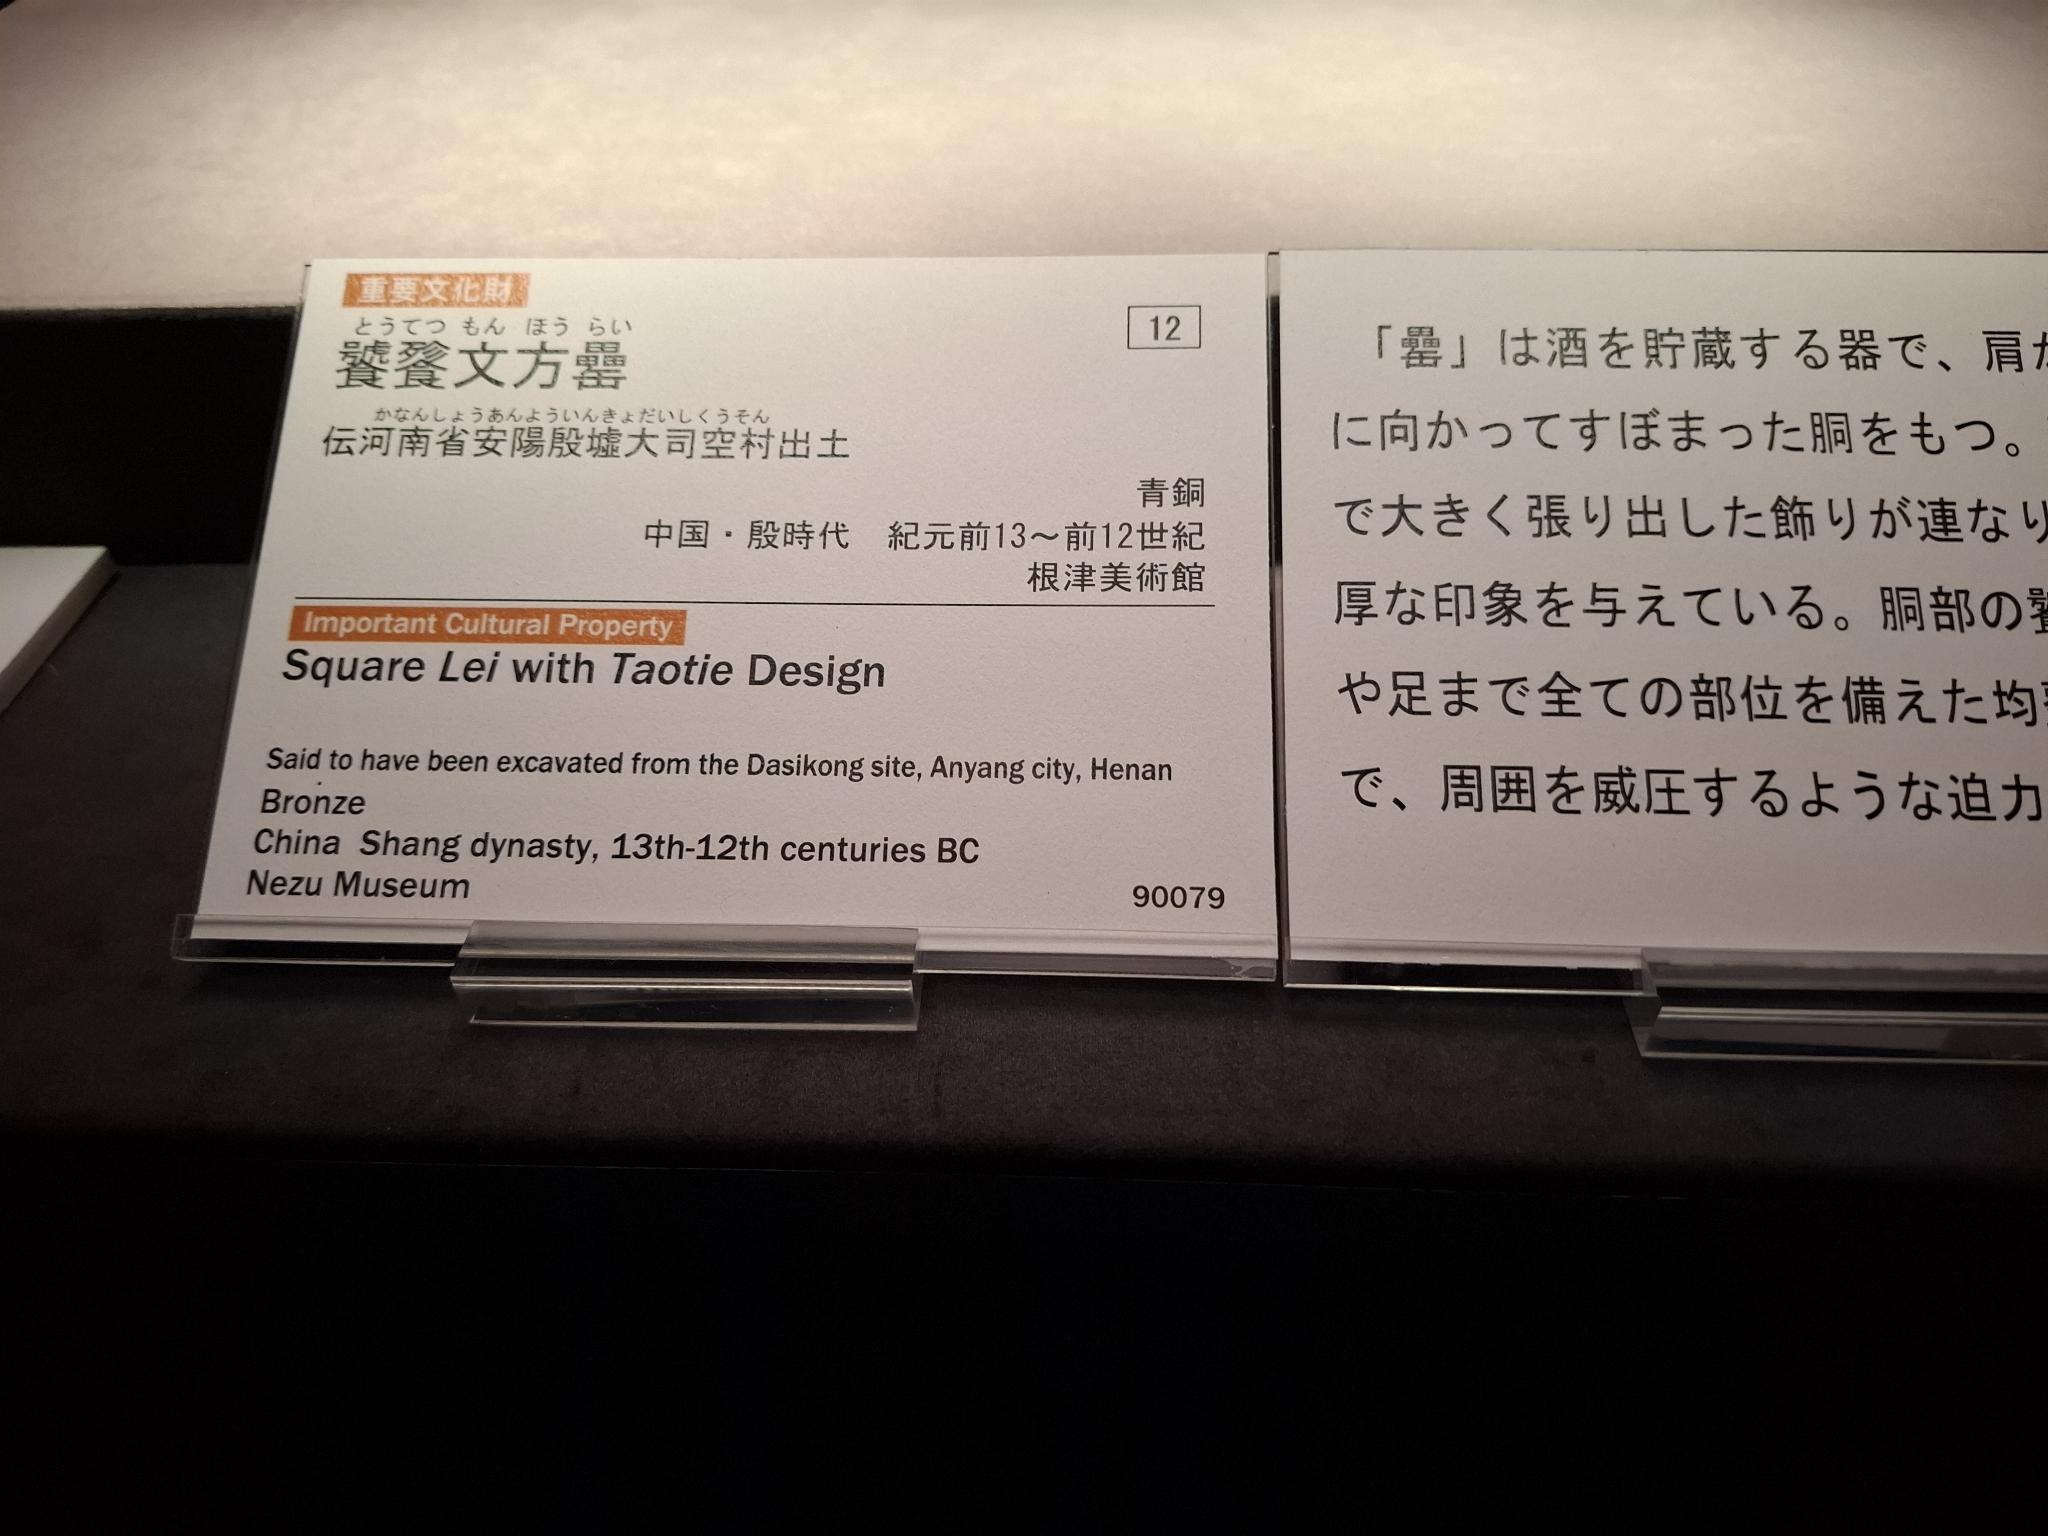 重要文化財
12
とうてつ もん ほう らい
饕餮文方罍
かなんしょうあんよういんきょだいしくうそん
伝河南省安陽殷墟大司空村出土
青銅
中国・殷時代 紀元前13～前12世紀
根津美術館
Important Cultural Property
Square Lei with Taotie Design
Said to have been excavated from the Dasikong site, Anyang city, Henan
Bronze
China Shang dynasty, 13th-12th centuries BC
Nezu Museum
90079
「罍」は酒を貯蔵する器で、肩
に向かってすぼまった胴をもつ。
で大きく張り出した飾りが連なり
厚な印象を与えている。胴部の
や足まで全ての部位を備えた均
で、周囲を威圧するような迫力